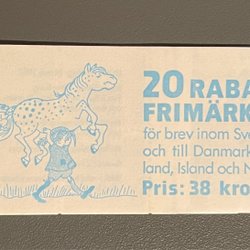 20 RABA
FRIMÄRK
för brev inom Sv
och till Danmark
land, Island och N
Pris: 38 kro